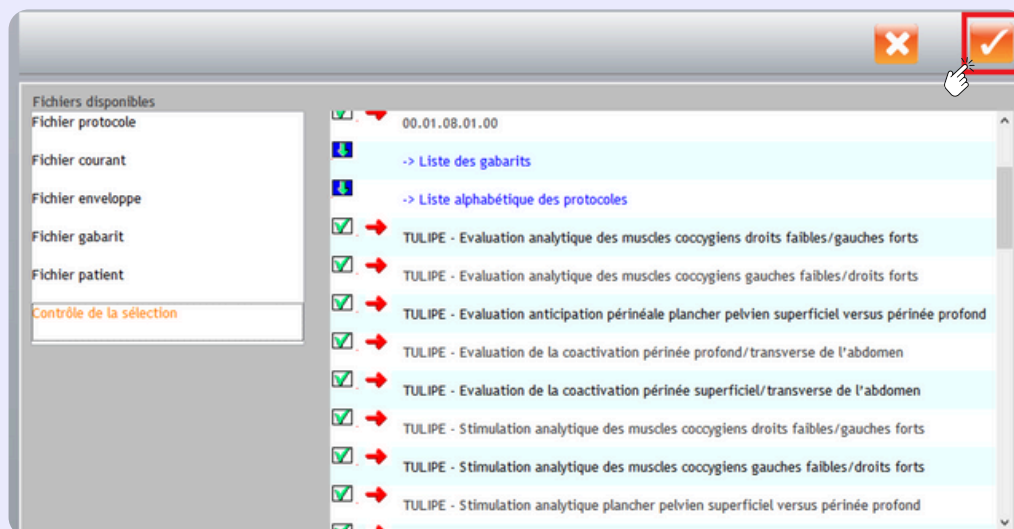 Fichiers disponibles
Fichier protocole
Fichier courant
Fichier enveloppe
Fichier gabarit
Fichier patient
Contrôle de la sélection
00.01.08.01.00
-> Liste des gabarits
-> Liste alphabétique des protocoles
TULIPE - Evaluation analytique des muscles coccygiens droits faibles/gauches forts
TULIPE - Evaluation analytique des muscles coccygiens gauches faibles/droits forts
TULIPE - Evaluation anticipation périnéale plancher pelvien superficiel versus périnée profond
TULIPE - Evaluation de la coactivation périnée profond/transverse de l'abdomen
TULIPE - Evaluation de la coactivation périnée superficiel/transverse de l'abdomen
TULIPE - Stimulation analytique des muscles coccygiens droits faibles/gauches forts
TULIPE - Stimulation analytique des muscles coccygiens gauches faibles/droits forts
TULIPE - Stimulation analytique plancher pelvien superficiel versus périnée profond